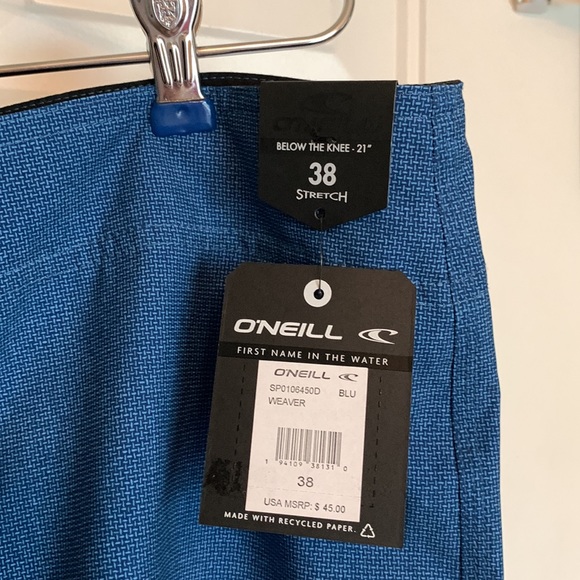 O'NEILL
BELOW THE KNEE - 21"
38
STRETCH
O'NEILL
FIRST NAME IN THE WATER
O'NEILL
SP0106450D BLU
WEAVER
1 94109 38131 0
38
USA MSRP: $ 45.00
MADE WITH RECYCLED PAPER.